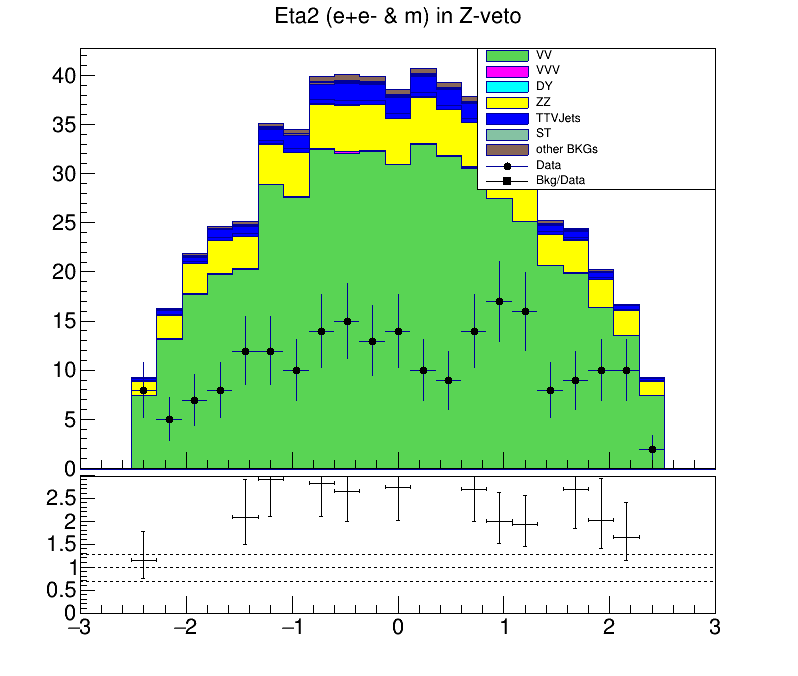 Eta2 (e+e- & m) in Z-veto
40
35
30
25
20
15
10
5
0
VV
VVV
DY
ZZ
TTVJets
ST
other BKGs
Data
Bkg/Data
2.5
2
1.5
1
0.5
0
−3 −2 −1 0 1 2 3